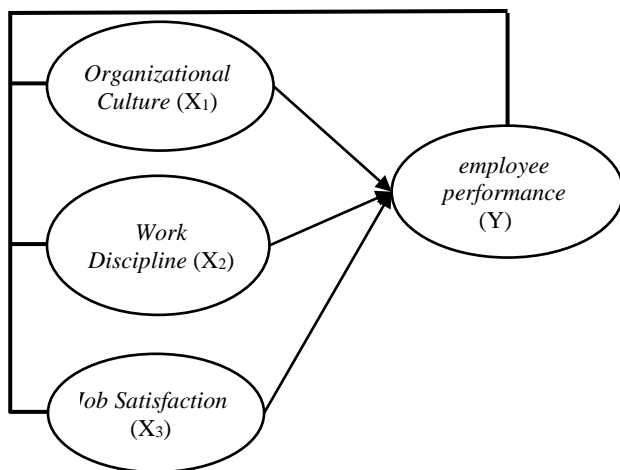 Organizational
Culture (X₁)
employee
performance
(Y)
Work
Discipline (X₂)
Job Satisfaction
(X₃)